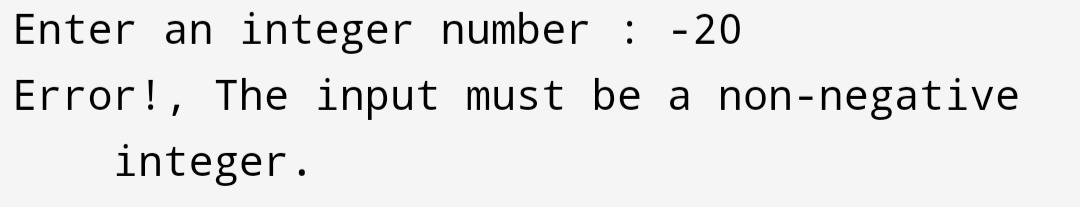 Enter an integer number : -20
Error!, The input must be a non-negative
integer.